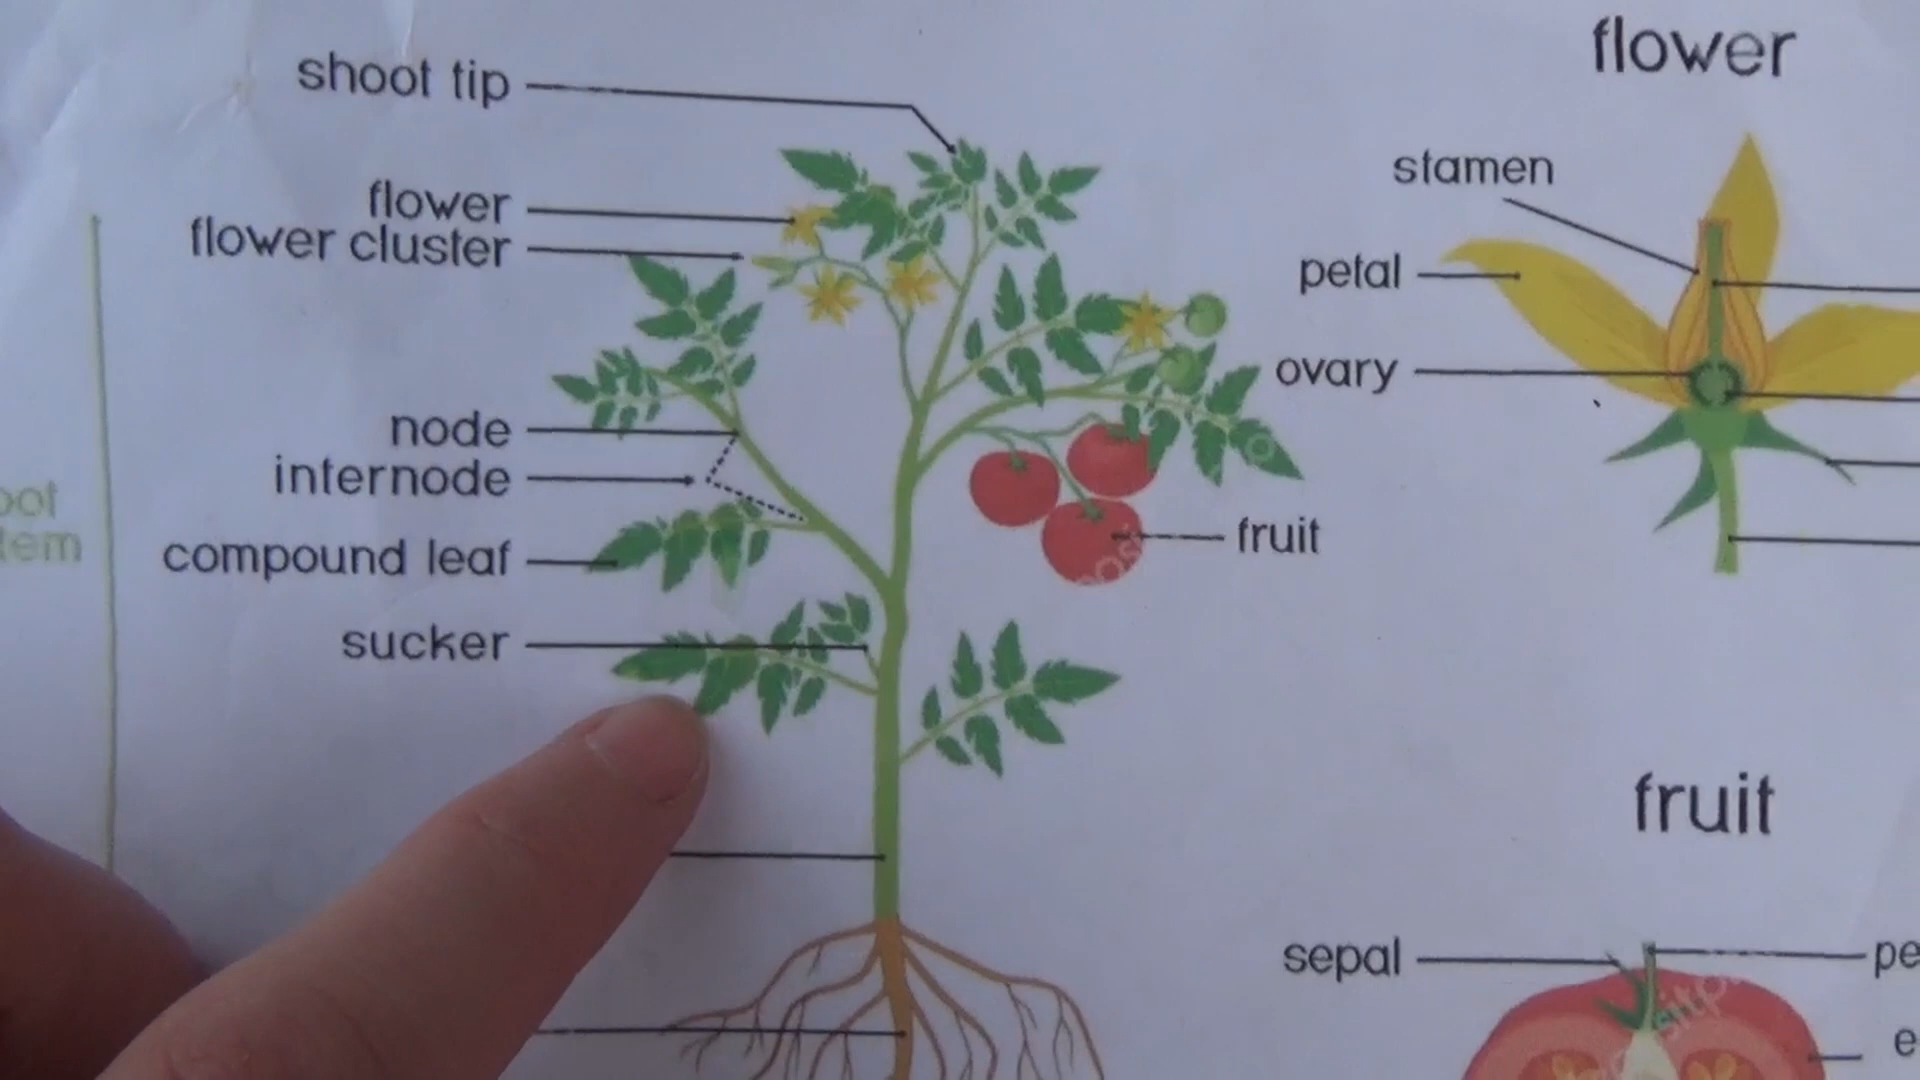 shoot tip
flower
flower cluster
node
internode
compound leaf
sucker
fruit
flower
stamen
petal
ovary
fruit
sepal